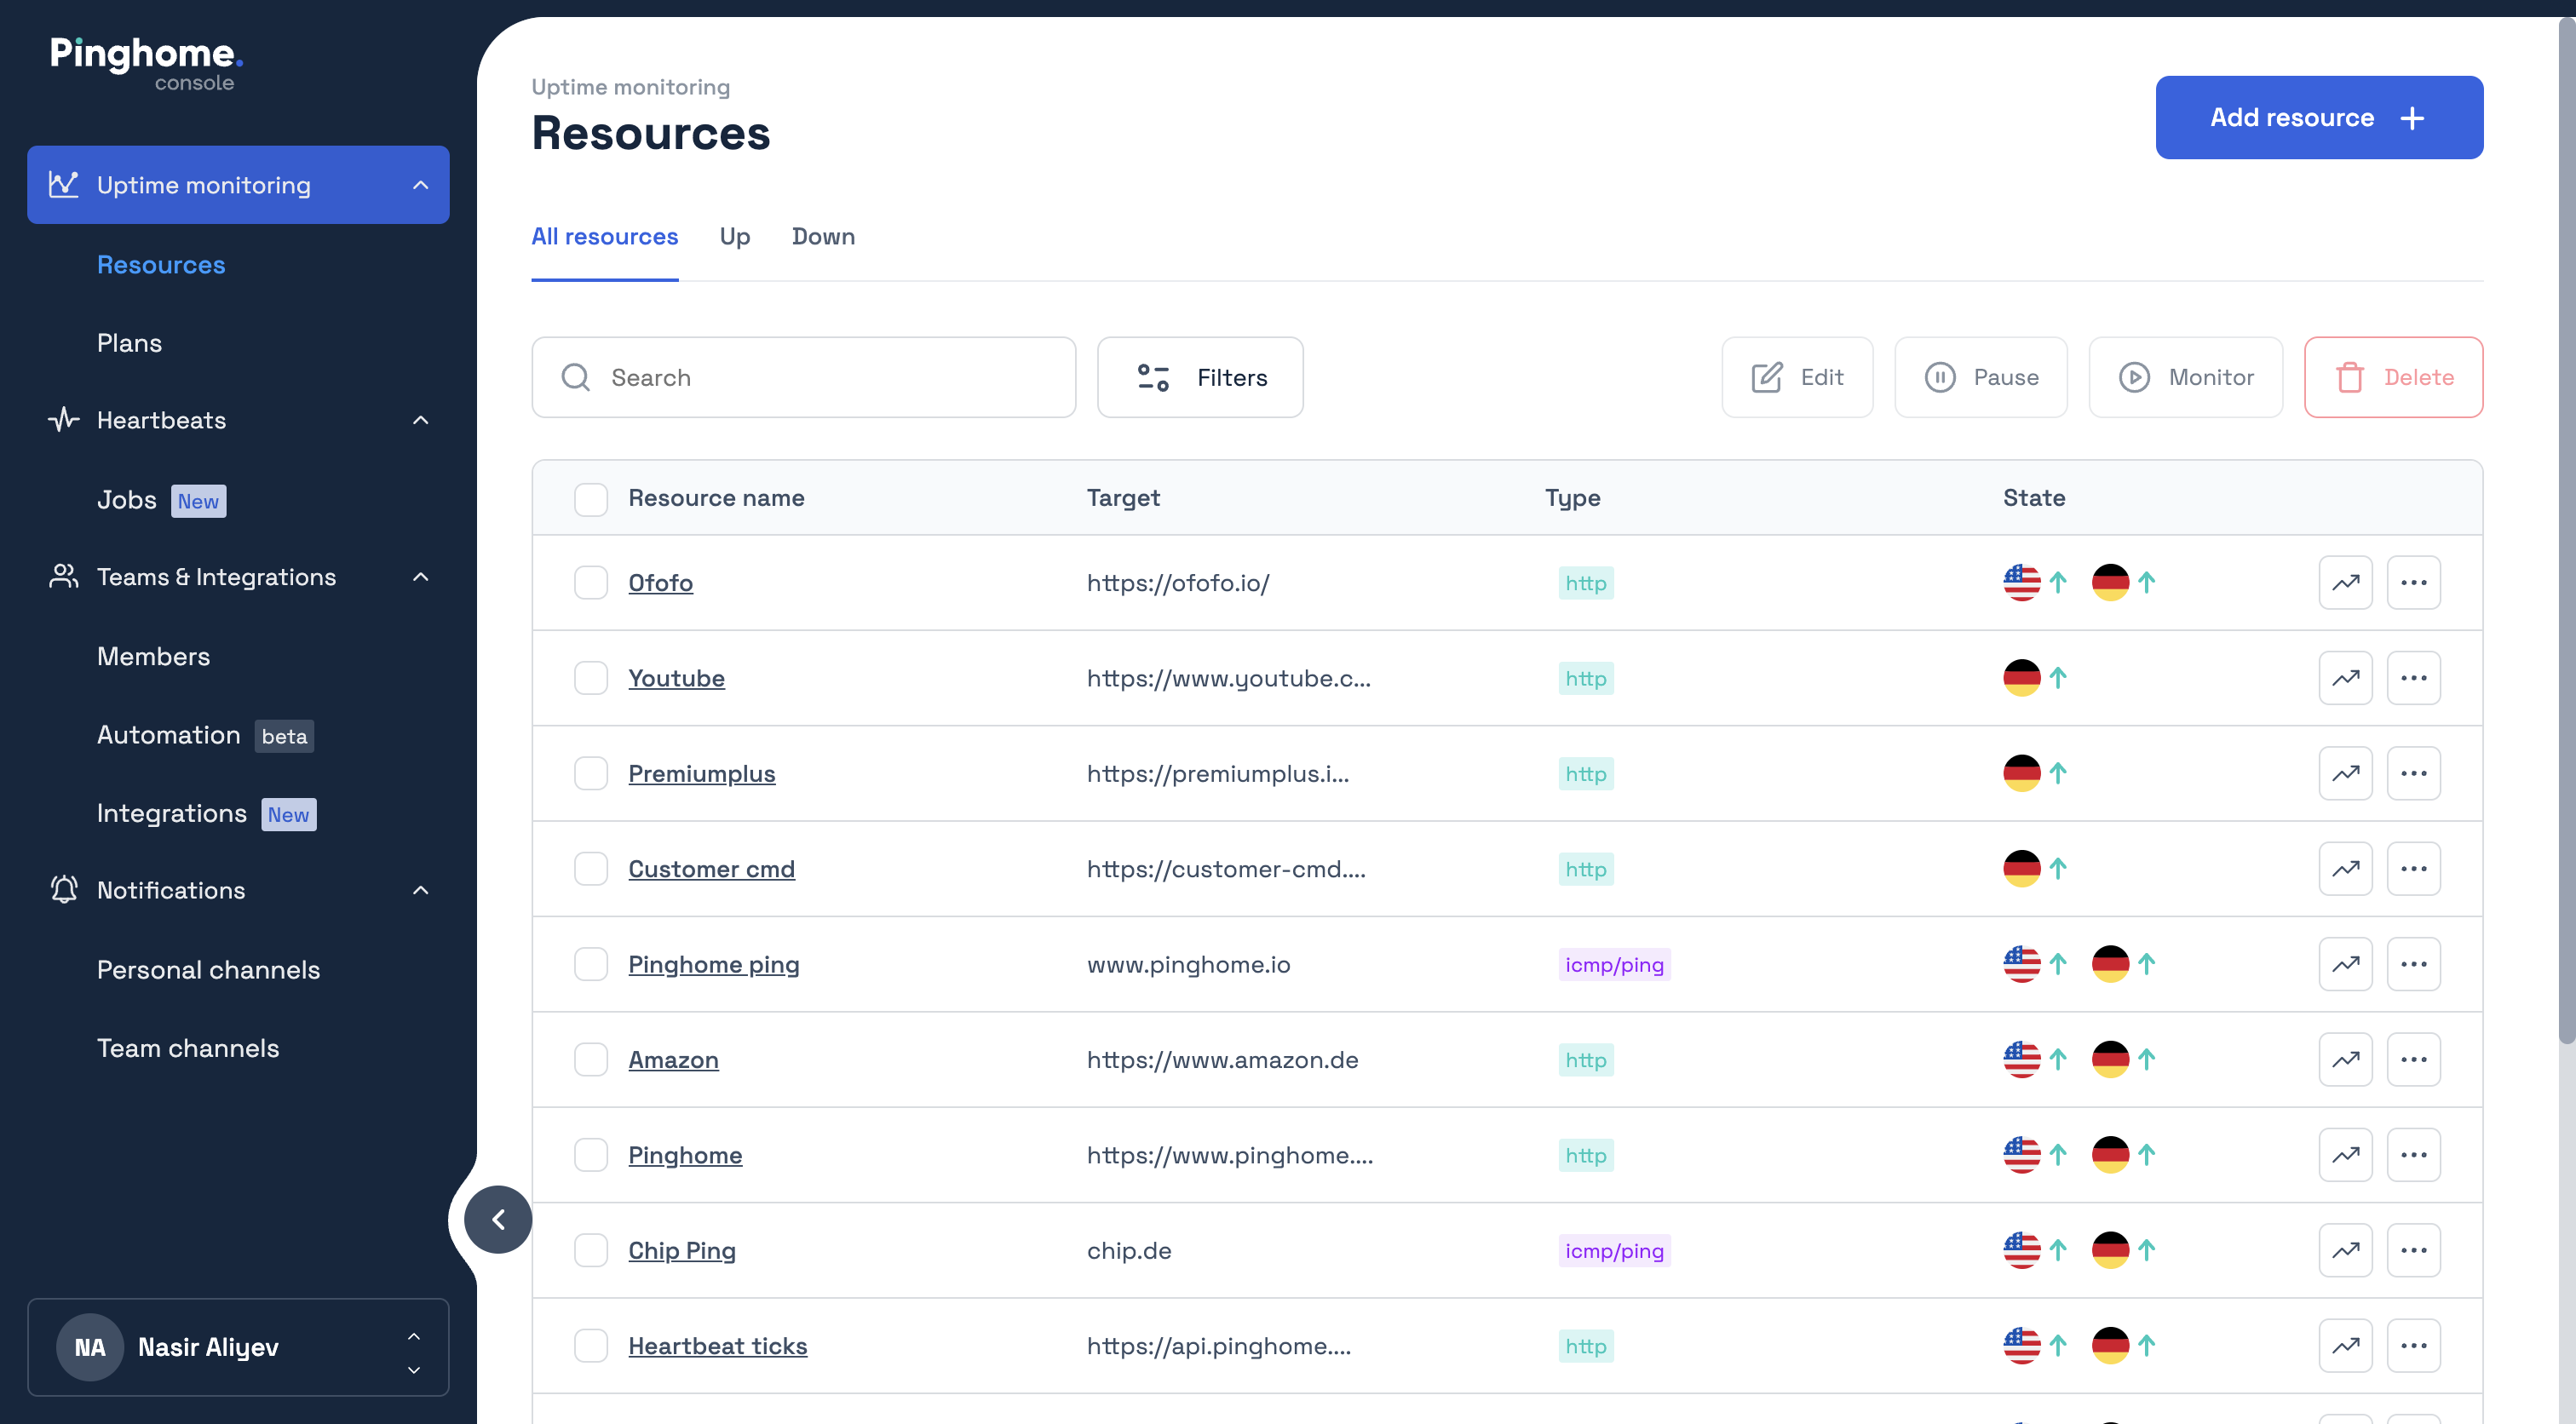 Pinghome.
console
Uptime monitoring
Resources
Plans
Heartbeats
Jobs New
Teams & Integrations
Members
Automation beta
Integrations New
Notifications
Personal channels
Team channels
NA Nasir Aliyev
Uptime monitoring
Resources
Add resource
All resources Up Down
Search Filters Edit Pause Monitor Delete
Resource name Target Type State
Ofofo https://ofofo.io/ http
Youtube https://www.youtube.c... http
Premiumplus https://premiumplus.i... http
Customer cmd https://customer-cmd.... http
Pinghome ping www.pinghome.io icmp/ping
Amazon https://www.amazon.de http
Pinghome https://www.pinghome.... http
Chip Ping chip.de icmp/ping
Heartbeat ticks https://api.pinghome.... http